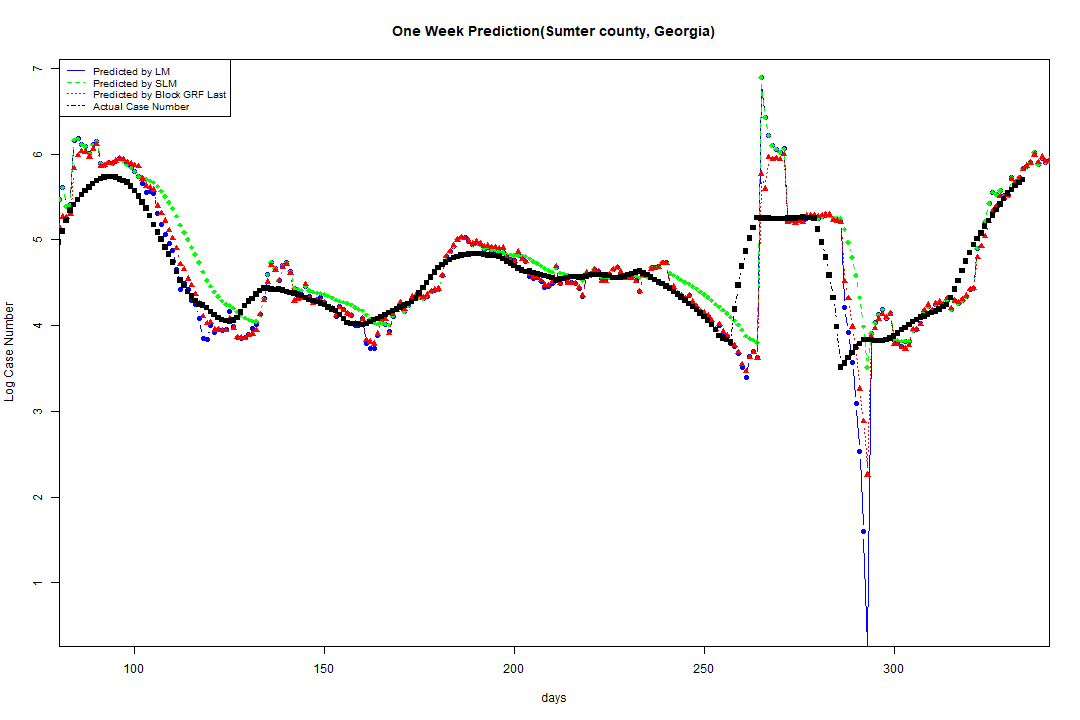 One Week Prediction(Sumter county, Georgia)
Predicted by LM
Predicted by SLM
Predicted by Block GRF Last
Actual Case Number
Log Case Number
7
6
5
4
3
2
1
100 150 200 250 300
days